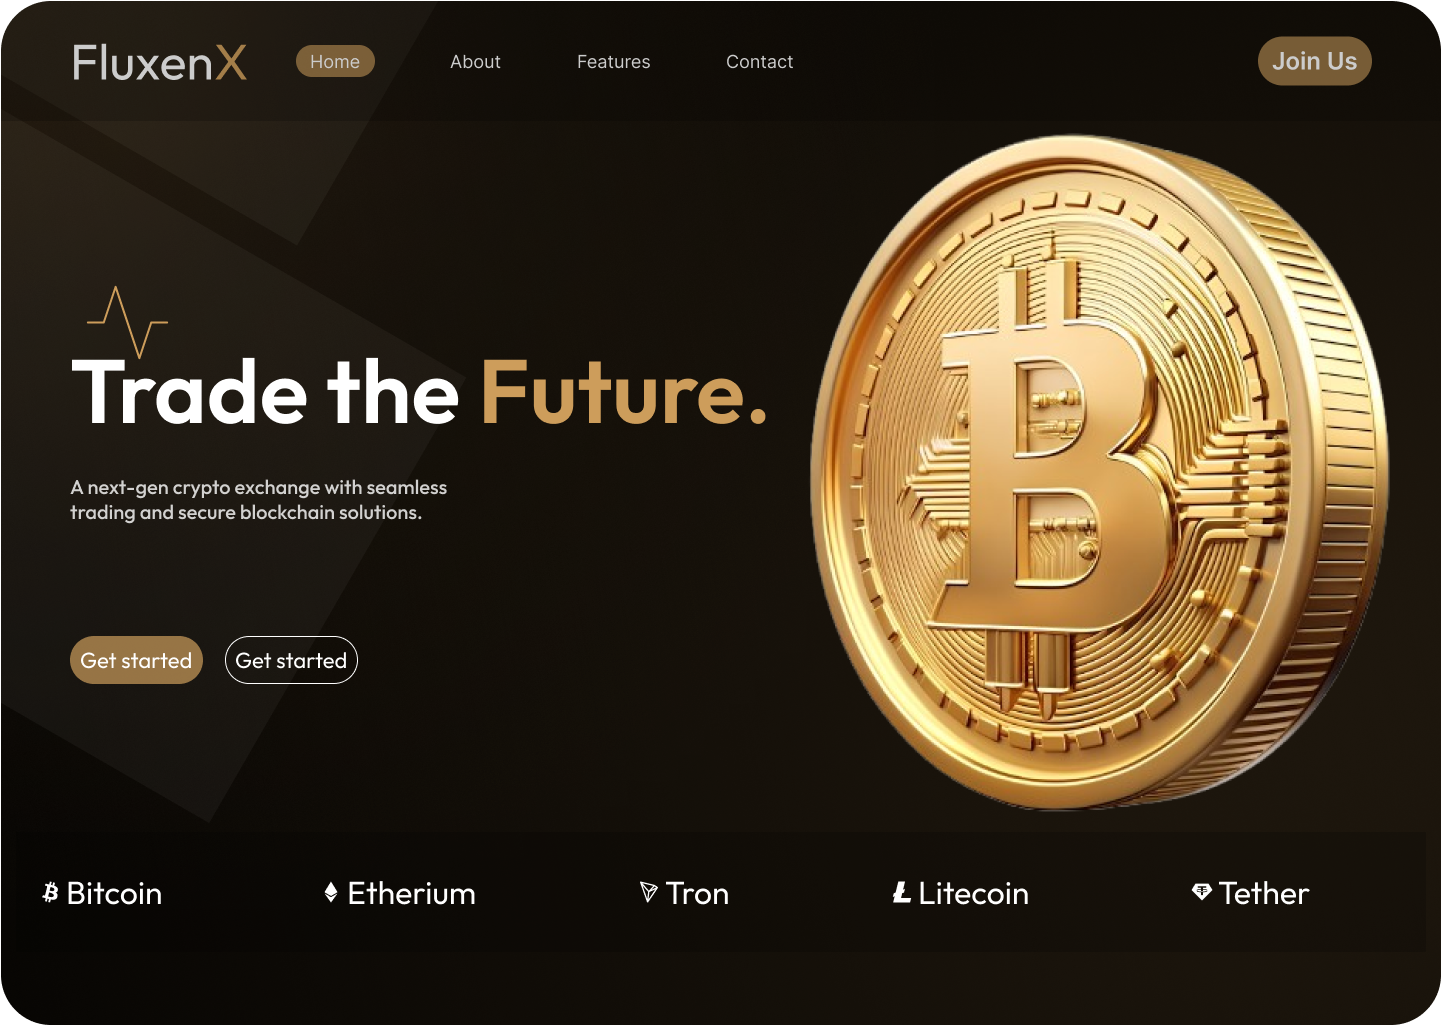 FluxenX
Home
About
Features
Contact
Join Us
Trade the Future.
A next-gen crypto exchange with seamless
trading and secure blockchain solutions.
Get started
Get started
Bitcoin
Etherium
Tron
Litecoin
Tether